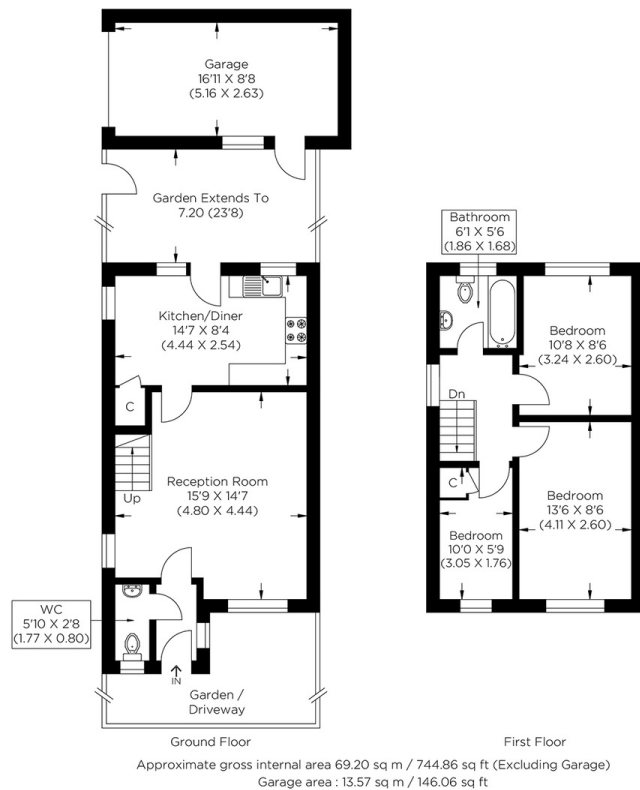 Garage
16'11 X 8'8
(5.16 X 2.63)
Garden Extends To
7.20 (23'8)
Kitchen/Diner
14'7 X 8'4
(4.44 X 2.54)
C
Up
Reception Room
15'9 X 14'7
(4.80 X 4.44)
WC
5'10 X 2'8
(1.77 X 0.80)
IN
Garden /
Driveway
Ground Floor
Bathroom
6'1 X 5'6
(1.86 X 1.68)
Bedroom
10'8 X 8'6
(3.24 X 2.60)
Dn
C
Bedroom
13'6 X 8'6
(4.11 X 2.60)
Bedroom
10'0 X 5'9
(3.05 X 1.76)
First Floor
Approximate gross internal area 69.20 sq m / 744.86 sq ft (Excluding Garage)
Garage area : 13.57 sq m / 146.06 sq ft